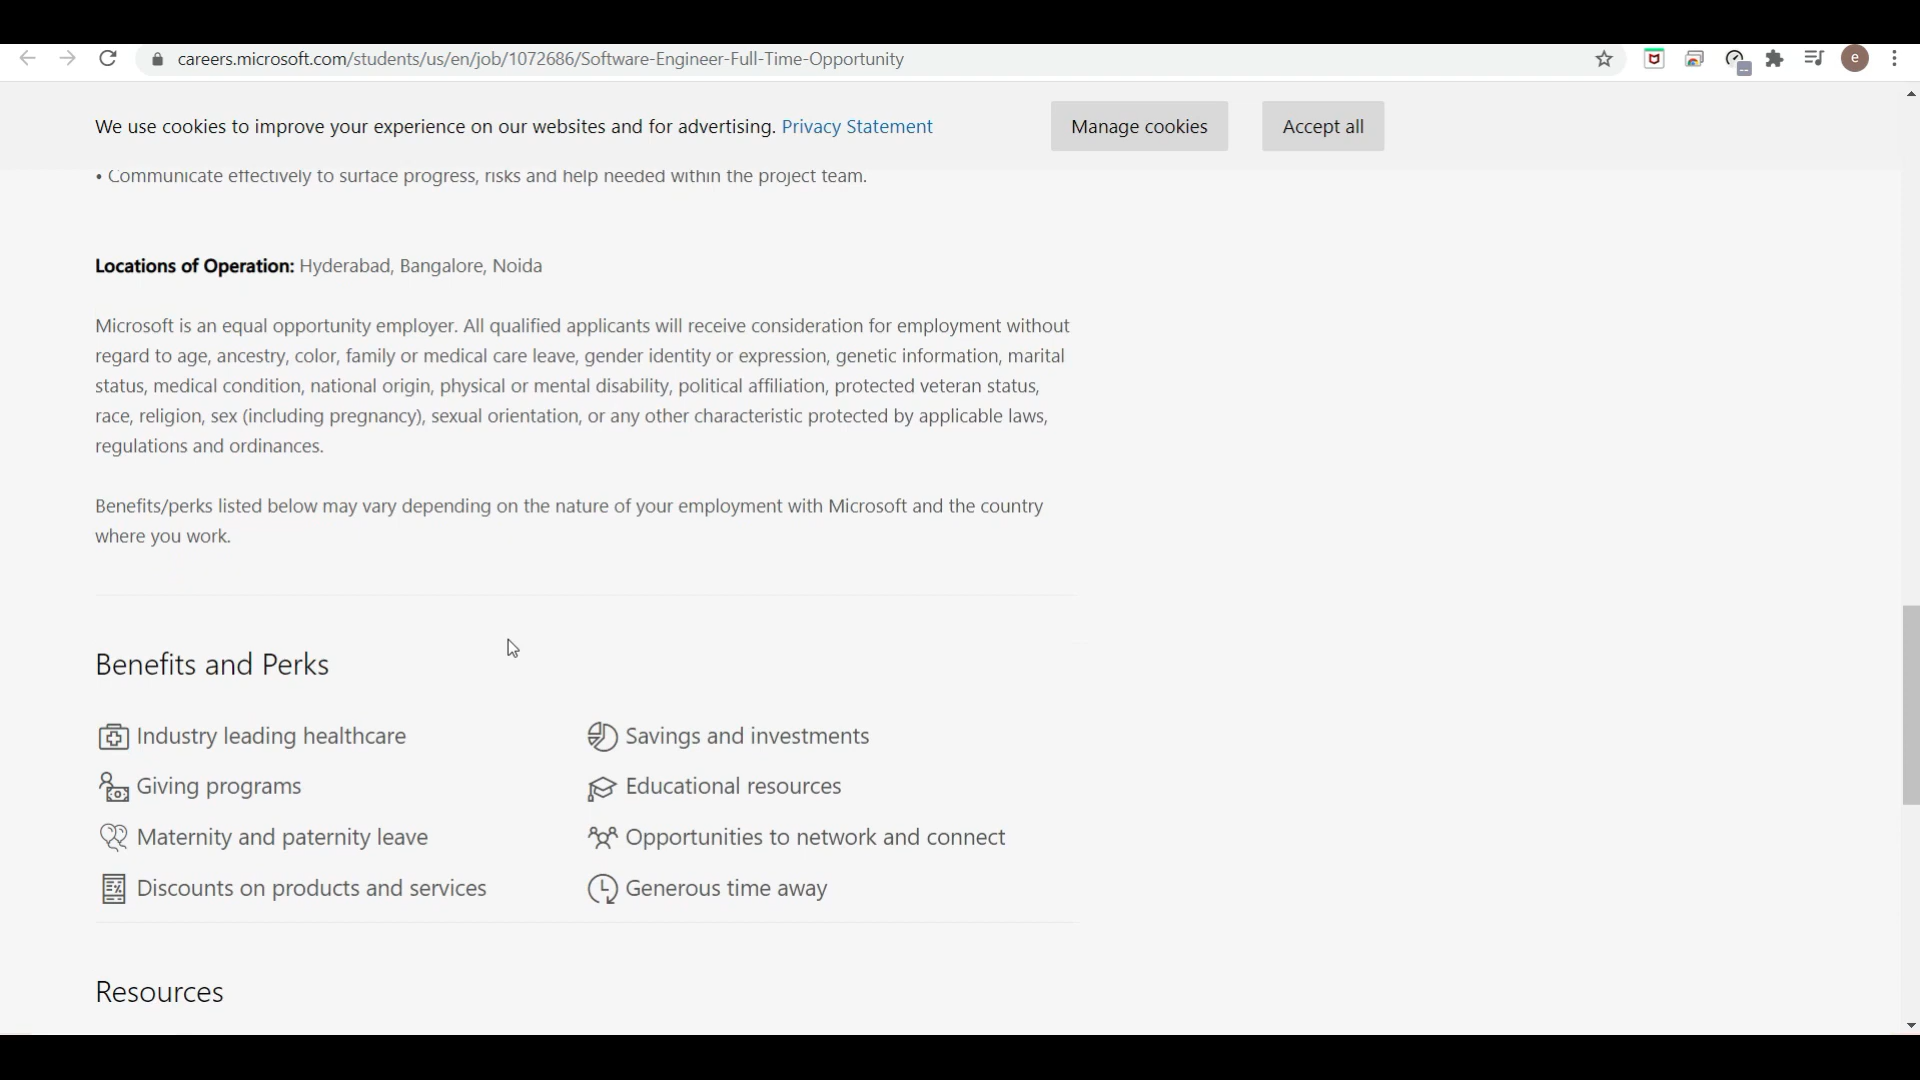 careers.microsoft.com/students/us/en/job/1072686/Software-Engineer-Full-Time-Opportunity
e
We use cookies to improve your experience on our websites and for advertising. Privacy Statement
Manage cookies
Accept all
• Communicate effectively to surface progress, risks and help needed within the project team.
Locations of Operation: Hyderabad, Bangalore, Noida
Microsoft is an equal opportunity employer. All qualified applicants will receive consideration for employment without
regard to age, ancestry, color, family or medical care leave, gender identity or expression, genetic information, marital
status, medical condition, national origin, physical or mental disability, political affiliation, protected veteran status,
race, religion, sex (including pregnancy), sexual orientation, or any other characteristic protected by applicable laws,
regulations and ordinances.
Benefits/perks listed below may vary depending on the nature of your employment with Microsoft and the country
where you work.
Benefits and Perks
Industry leading healthcare
Savings and investments
Giving programs
Educational resources
Maternity and paternity leave
Opportunities to network and connect
Discounts on products and services
Generous time away
Resources